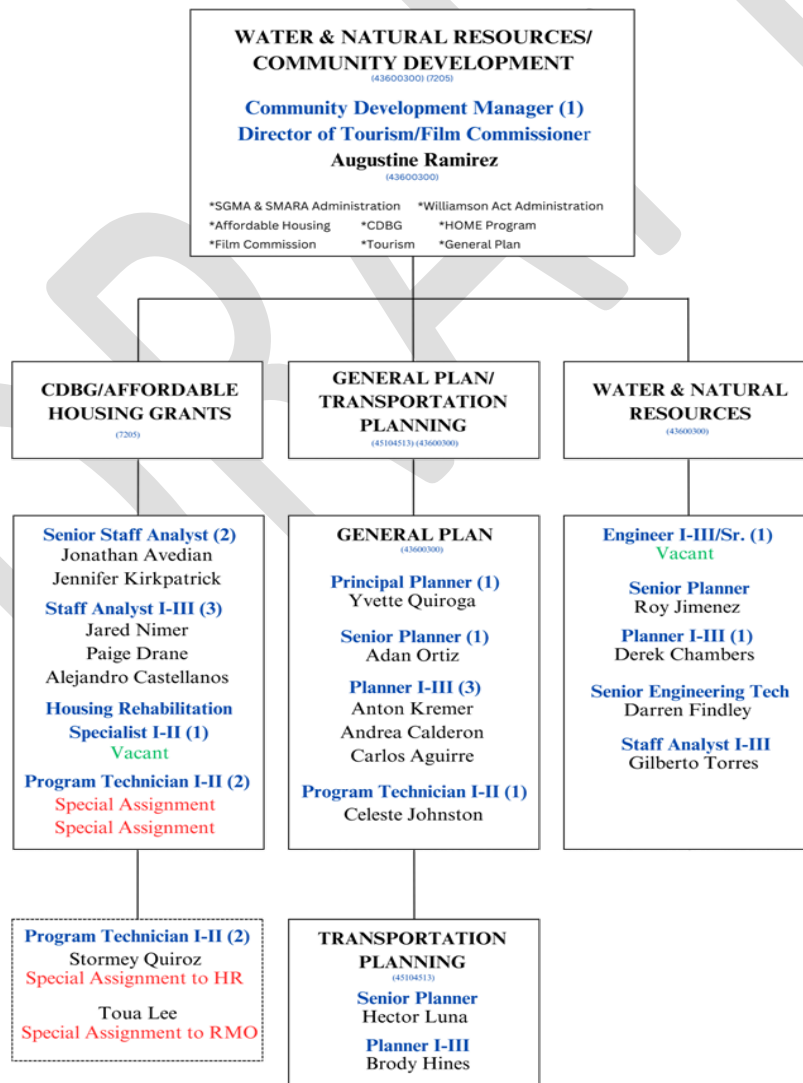 WATER & NATURAL RESOURCES/
COMMUNITY DEVELOPMENT
(43600300) (7205)
Community Development Manager (1)
Director of Tourism/Film Commissioner
Augustine Ramirez
(43600300)
*SGMA & SMARA Administration *Williamson Act Administration
*Affordable Housing *CDBG *HOME Program
*Film Commission *Tourism *General Plan
CDBG/AFFORDABLE
HOUSING GRANTS
(7205)
Senior Staff Analyst (2)
Jonathan Avedian
Jennifer Kirkpatrick
Staff Analyst I-III (3)
Jared Nimer
Paige Drane
Alejandro Castellanos
Housing Rehabilitation
Specialist I-II (1)
Vacant
Program Technician I-II (2)
Special Assignment
Special Assignment
Program Technician I-II (2)
Stormey Quiroz
Special Assignment to HR
Toua Lee
Special Assignment to RMO
GENERAL PLAN/
TRANSPORTATION
PLANNING
(45104513) (43600300)
GENERAL PLAN
(43600300)
Principal Planner (1)
Yvette Quiroga
Senior Planner (1)
Adan Ortiz
Planner I-III (3)
Anton Kremer
Andrea Calderon
Carlos Aguirre
Program Technician I-II (1)
Celeste Johnston
TRANSPORTATION
PLANNING
(45104513)
Senior Planner
Hector Luna
Planner I-III
Brody Hines
WATER & NATURAL
RESOURCES
(43600300)
Engineer I-III/Sr. (1)
Vacant
Senior Planner
Roy Jimenez
Planner I-III (1)
Derek Chambers
Senior Engineering Tech
Darren Findley
Staff Analyst I-III
Gilberto Torres